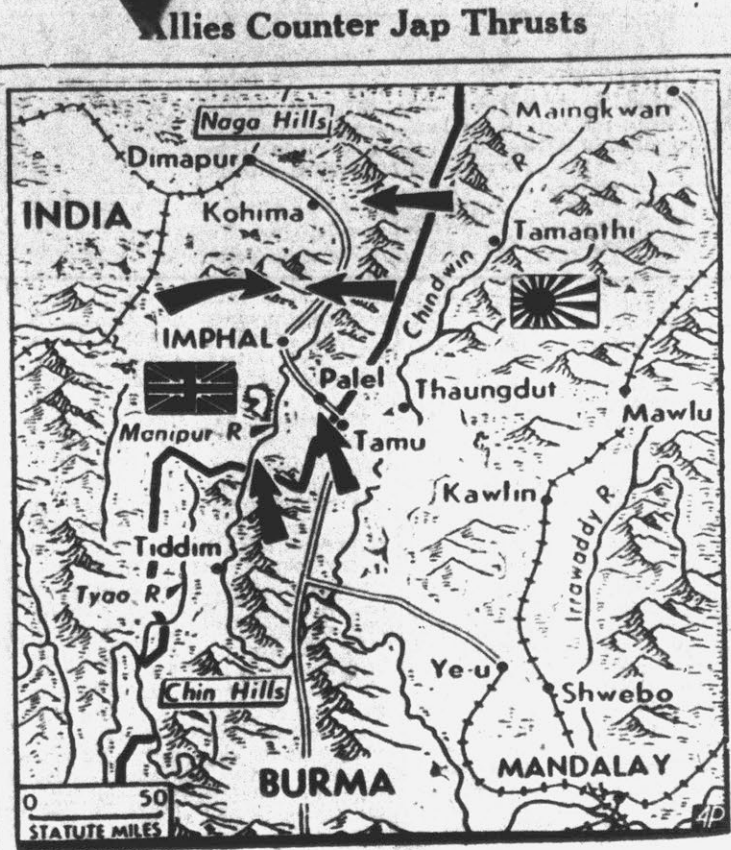 Allies Counter Jap Thrusts
Naga Hills
Maingkwan
Dimapur
R
INDIA
Kohima
Tamanthi
Chindwin
IMPHAL
Palel
Thaungdut
Mawlu
Manipur R
Tamu
Kawlin
Irrawaddy R.
Tiddim
Tyao R
Ye-u
Chin Hills
Shwebo
MANDALAY
BURMA
0 50
STATUTE MILES
AP